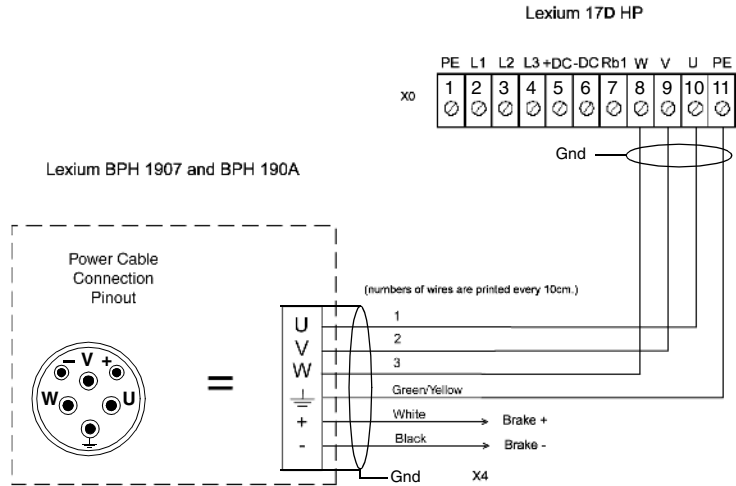 Lexium 17D HP
PE L1 L2 L3 +DC -DC Rb1 W V U PE
X0
1 2 3 4 5 6 7 8 9 10 11
Gnd
Lexium BPH 1907 and BPH 190A
Power Cable
Connection
Pinout
(numbers of wires are printed every 10cm.)
U 1
V 2
W 3
Green/Yellow
+ White Brake +
- Black Brake -
- V +
W U
=
Gnd X4